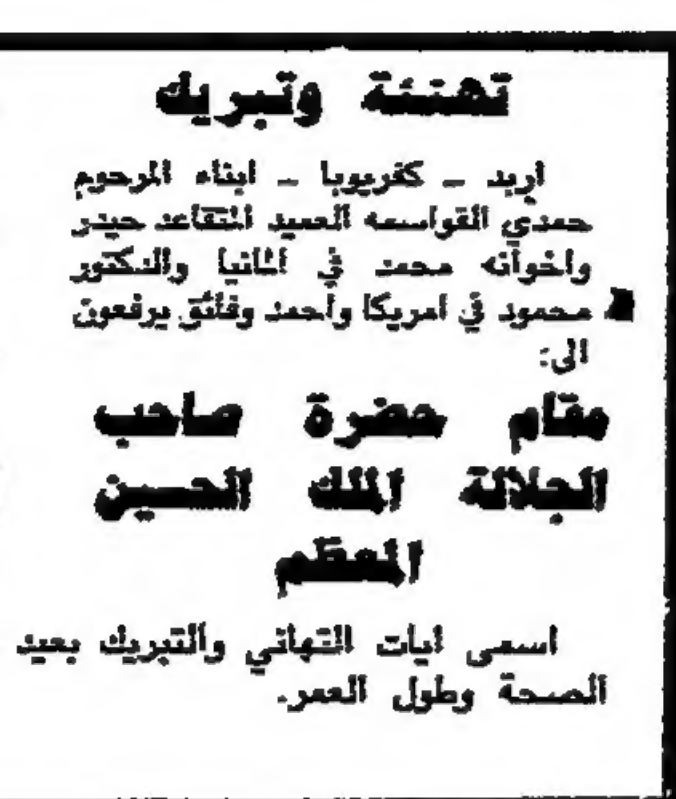 تهنئة وتبريك
اربد - كفريوبا - ابناء المرحوم
حمدي القواسمه العميد المتقاعد حيدر
واخوانه محمد في المانيا والدكتور
محمود في امريكا وأحمد وفائق يرفعون
الى:
مقام حضرة صاحب
الجلالة الملك الحسين
المعظم
اسمى ايات التهاني والتبريك بعيد
الصحة وطول العمر.